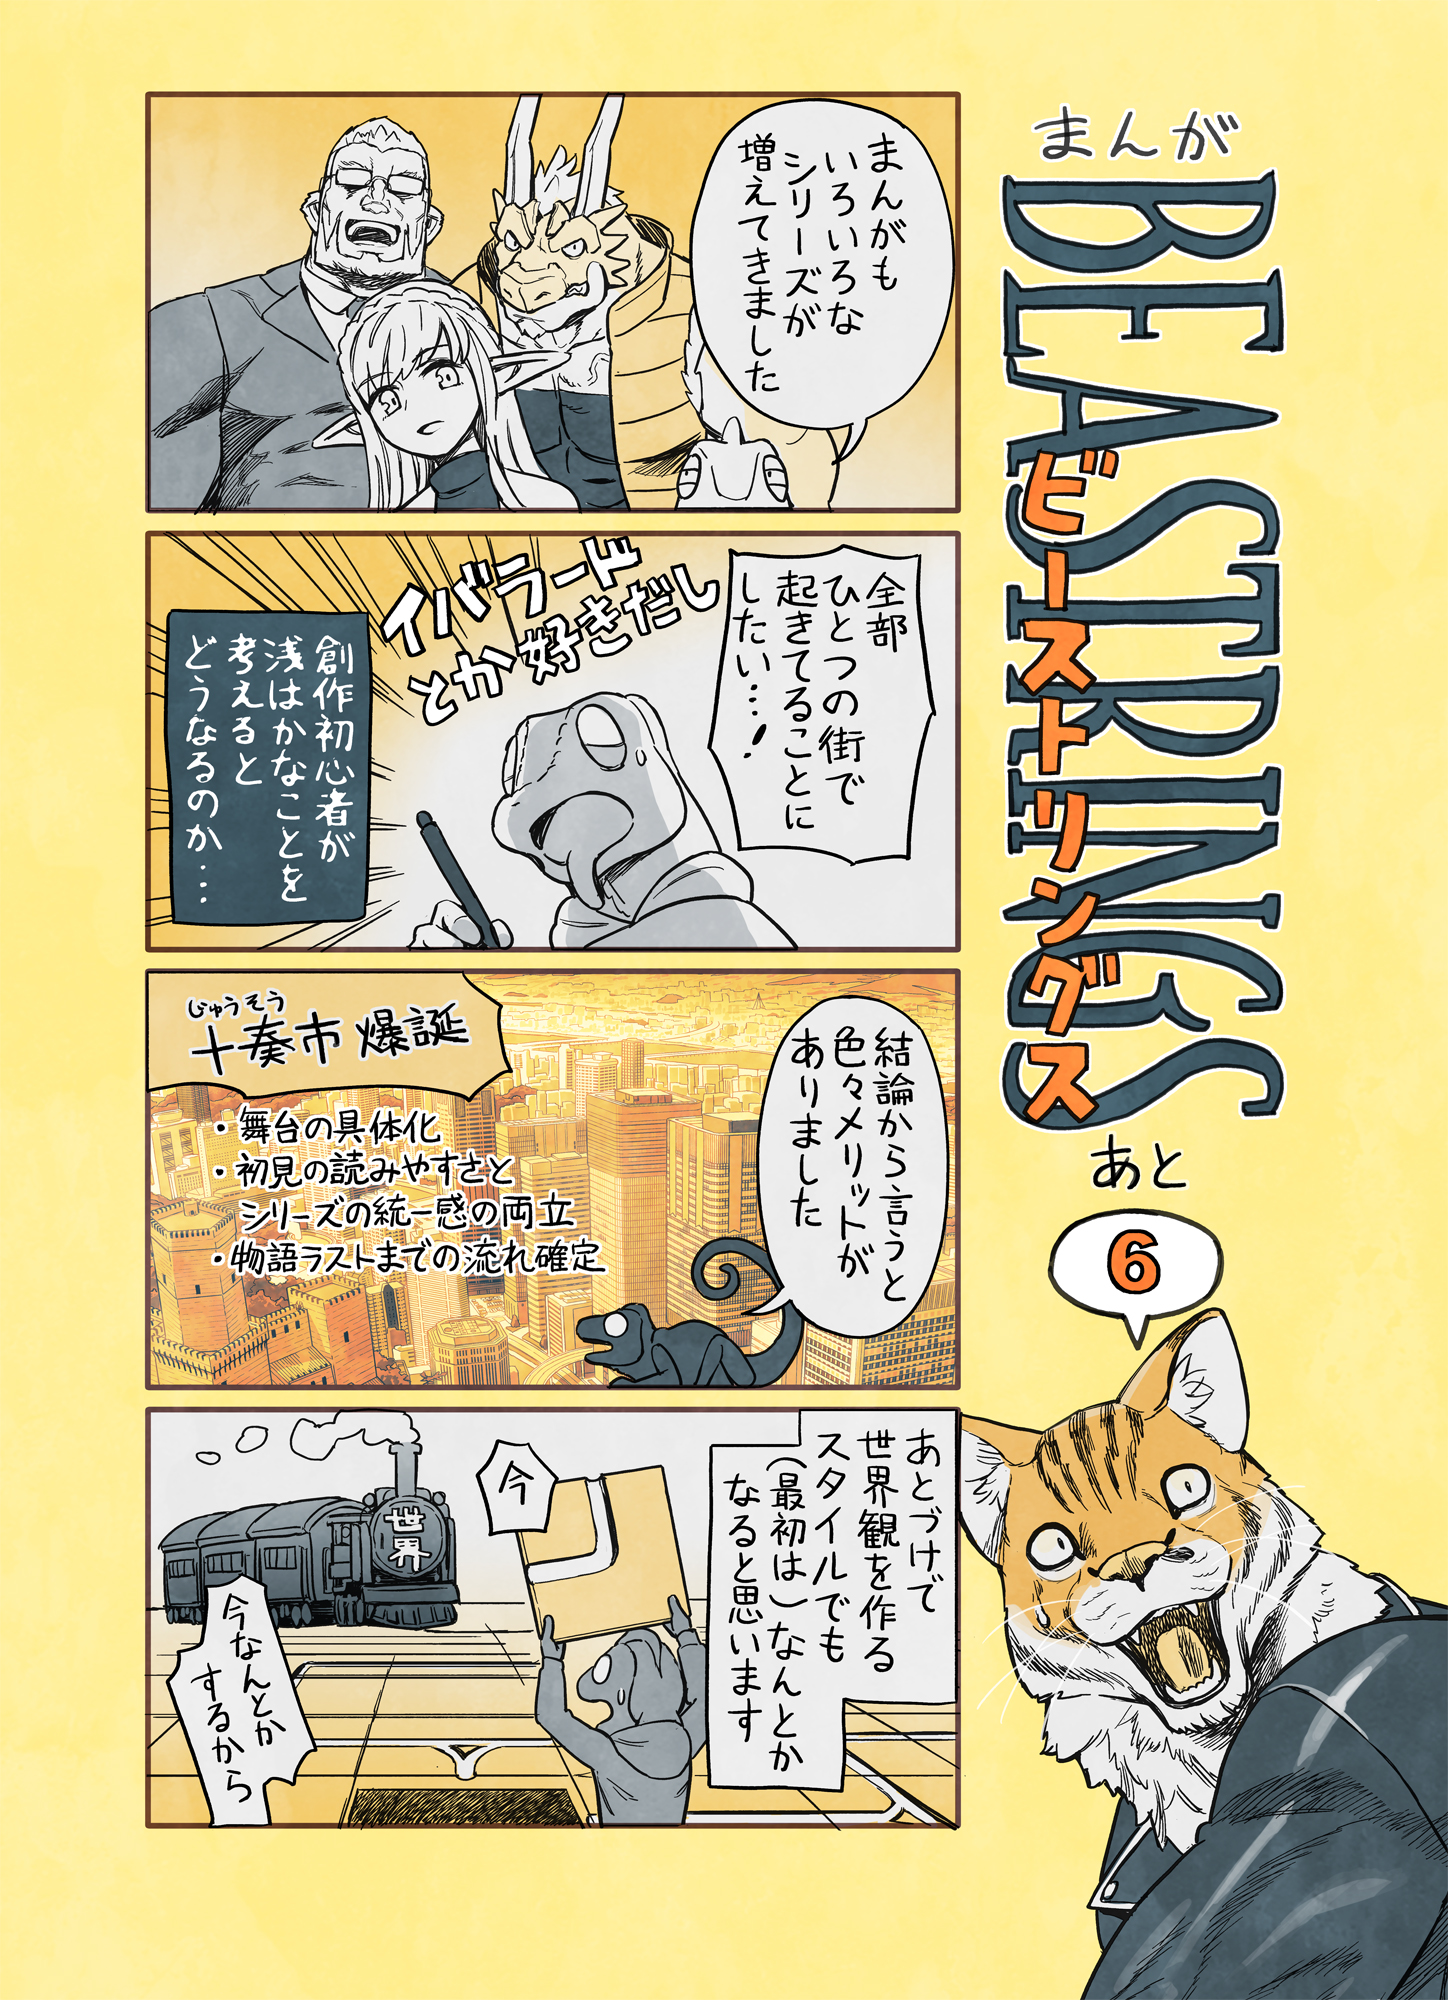 まんが
BEASTRINGS
ビーストリングス
あと
6
まんがも
いろいろな
シリーズが
増えてきました
全部
ひとつの街で
起きてることに
したい…!
イバラード
とか好きだし
創作初心者が
浅はかなことを
考えると
どうなるのか…
結論から言うと
色々メリットが
ありました
じゅうそう
十奏市 爆誕
・舞台の具体化
・初見の読みやすさと
シリーズの統一感の両立
・物語ラストまでの流れ確定
あとづけで
世界観を作る
スタイルでも
(最初は)なんとか
なると思います
今
世界
今なんとか
するから